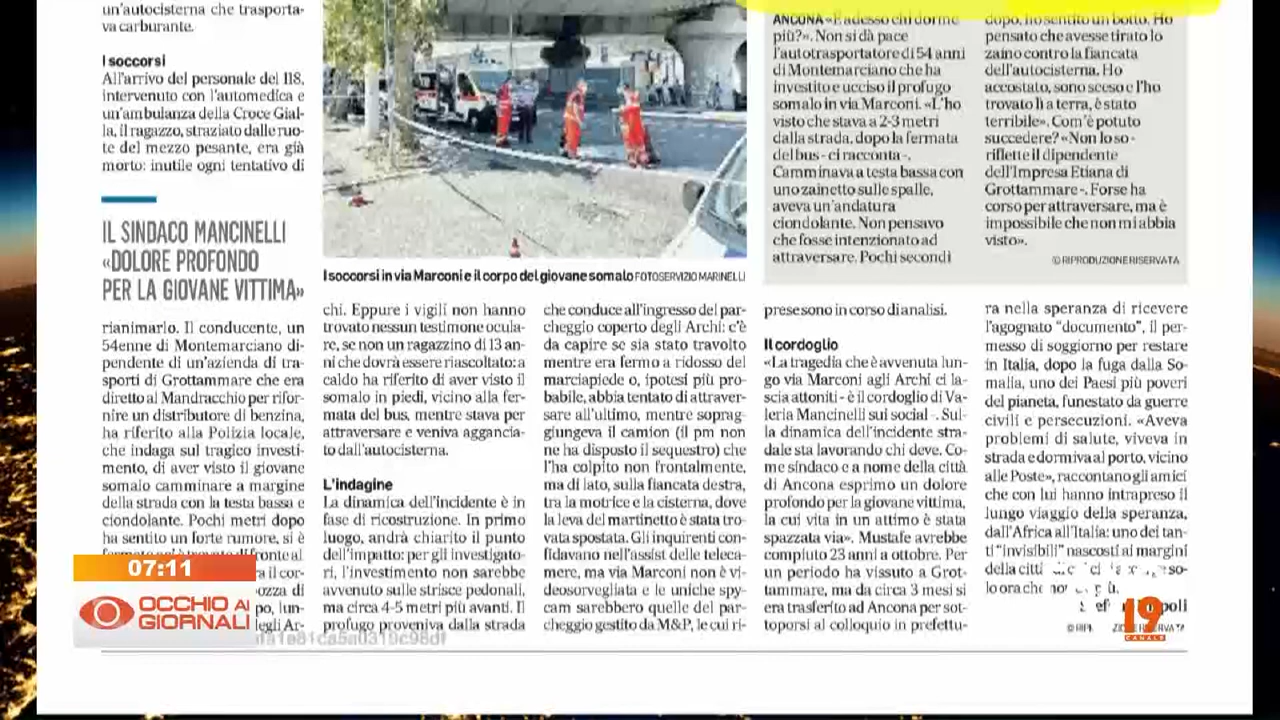 un'autocisterna che trasporta-
va carburante.
I soccorsi
All'arrivo del personale del 118,
intervenuto con l'automedica e
un'ambulanza della Croce Gial-
la, il ragazzo, straziato dalle ruo-
te del mezzo pesante, era già
morto: inutile ogni tentativo di
IL SINDACO MANCINELLI
«DOLORE PROFONDO
PER LA GIOVANE VITTIMA»
rianimarlo. Il conducente, un
54enne di Montemarciano di-
pendente di un'azienda di tra-
sporti di Grottammare che era
diretto al Mandracchio per rifor-
nire un distributore di benzina,
ha riferito alla Polizia locale,
che indaga sul tragico investi-
mento, di aver visto il giovane
somalo camminare a margine
della strada con la testa bassa e
ciondolante. Pochi metri dopo
ha sentito un forte rumore, si è
fronte al
il cor-
ozza di
po, lun-
egli Ar-
I soccorsi in via Marconi e il corpo del giovane somalo FOTOSERVIZIO MARINELLI
chi. Eppure i vigili non hanno
trovato nessun testimone ocula-
re, se non un ragazzino di 13 an-
ni che dovrà essere riascoltato: a
caldo ha riferito di aver visto il
somalo in piedi, vicino alla fer-
mata del bus, mentre stava per
attraversare e veniva aggancia-
to dall'autocisterna.
L'indagine
La dinamica dell'incidente è in
fase di ricostruzione. In primo
luogo, andrà chiarito il punto
dell'impatto: per gli investigato-
ri, l'investimento non sarebbe
avvenuto sulle strisce pedonali,
ma circa 4-5 metri più avanti. Il
profugo proveniva dalla strada
che conduce all'ingresso del par-
cheggio coperto degli Archi: c'è
da capire se sia stato travolto
mentre era fermo a ridosso del
marciapiede o, ipotesi più pro-
babile, abbia tentato di attraver-
sare all'ultimo, mentre soprag-
giungeva il camion (il pm non
ne ha disposto il sequestro) che
l'ha colpito non frontalmente,
ma di lato, sulla fiancata destra,
tra la motrice e la cisterna, dove
la leva del martinetto è stata tro-
vata spostata. Gli inquirenti con-
fidavano nell'assist delle teleca-
mere, ma via Marconi non è vi-
deosorvegliata e le uniche spy-
cam sarebbero quelle del par-
cheggio gestito da M&P, le cui ri-
prese sono in corso di analisi.
Il cordoglio
«La tragedia che è avvenuta lun-
go via Marconi agli Archi ci la-
scia attoniti - è il cordoglio di Va-
leria Mancinelli sui social -. Sul-
la dinamica dell'incidente stra-
dale sta lavorando chi deve. Co-
me sindaco e a nome della città
di Ancona esprimo un dolore
profondo per la giovane vittima,
la cui vita in un attimo è stata
spazzata via». Mustafe avrebbe
compiuto 23 anni a ottobre. Per
un periodo ha vissuto a Grot-
tammare, ma da circa 3 mesi si
era trasferito ad Ancona per sot-
toporsi al colloquio in prefettu-
ra nella speranza di ricevere
l'agognato "documento", il per-
messo di soggiorno per restare
in Italia, dopo la fuga dalla So-
malia, uno dei Paesi più poveri
del pianeta, funestato da guerre
civili e persecuzioni. «Aveva
problemi di salute, viveva in
strada e dormiva al porto, vicino
alle Poste», raccontano gli amici
che con lui hanno intrapreso il
lungo viaggio della speranza,
dall'Africa all'Italia: uno dei tan-
ti "invisibili" nascosti ai margini
della citt
so-
lo ora che
ANCONA «E adesso chi dorme
più?». Non si dà pace
l'autotrasportatore di 54 anni
di Montemarciano che ha
investito e ucciso il profugo
somalo in via Marconi. «L'ho
visto che stava a 2-3 metri
dalla strada, dopo la fermata
del bus - ci racconta -.
Camminava a testa bassa con
uno zainetto sulle spalle,
aveva un'andatura
ciondolante. Non pensavo
che fosse intenzionato ad
attraversare. Pochi secondi
dopo, ho sentito un botto. Ho
pensato che avesse tirato lo
zaino contro la fiancata
dell'autocisterna. Ho
accostato, sono sceso e l'ho
trovato lì a terra, è stato
terribile». Com'è potuto
succedere? «Non lo so -
riflette il dipendente
dell'Impresa Etiana di
Grottammare -. Forse ha
corso per attraversare, ma è
impossibile che non mi abbia
visto».
© RIPRODUZIONE RISERVATA
07:11
OCCHIO AI
GIORNALI
19
CANALE